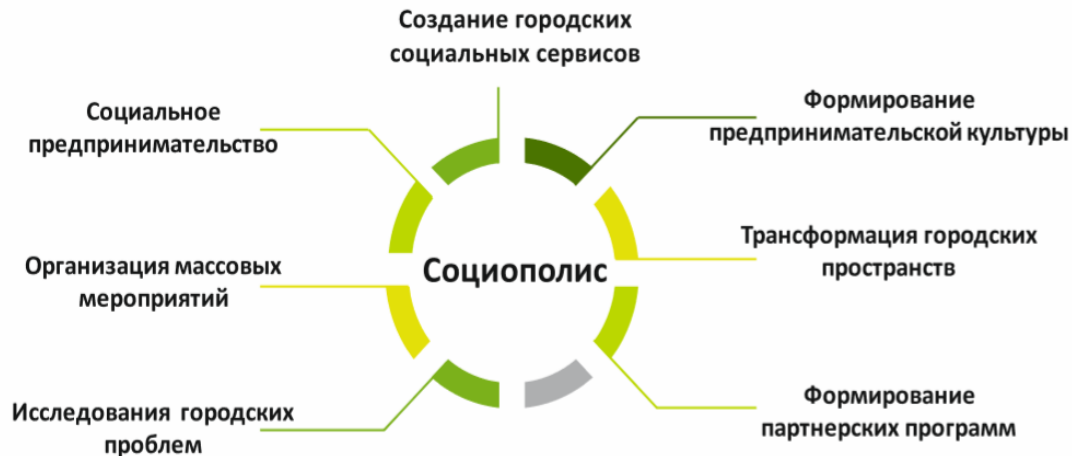 Создание городских
социальных сервисов
Социальное
предпринимательство
Формирование
предпринимательской культуры
Организация массовых
мероприятий
Социополис
Трансформация городских
пространств
Исследования городских
проблем
Формирование
партнерских программ